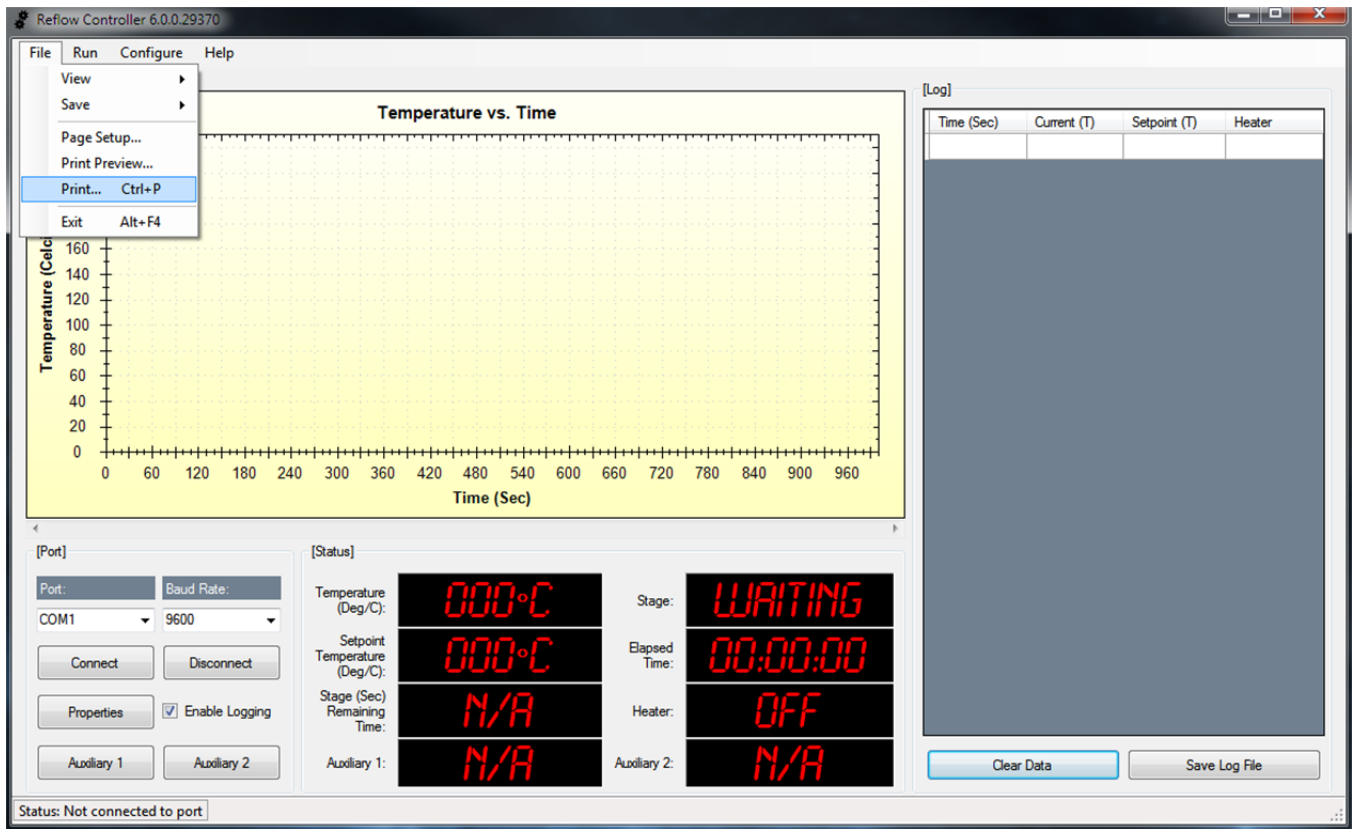 Reflow Controller 6.0.0.29370
File Run Configure Help
View
Save
Page Setup...
Print Preview...
Print... Ctrl+P
Exit Alt+F4
Temperature vs. Time
Temperature (Celci
160
140
120
100
80
60
40
20
0
0 60 120 180 240 300 360 420 480 540 600 660 720 780 840 900 960
Time (Sec)
[Log]
Time (Sec) Current (T) Setpoint (T) Heater
[Port]
Port: Baud Rate:
COM1 9600
Connect Disconnect
Properties Enable Logging
Auxiliary 1 Auxiliary 2
[Status]
Temperature
(Deg/C):
000°C
Stage:
WAITING
Setpoint
Temperature
(Deg/C):
000°C
Elapsed
Time:
00:00:00
Stage (Sec)
Remaining
Time:
N/A
Heater:
OFF
Auxiliary 1:
N/A
Auxiliary 2:
N/A
Clear Data Save Log File
Status: Not connected to port